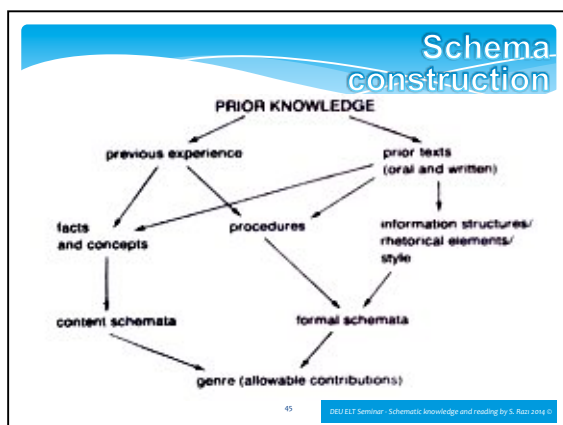 Schema
construction
PRIOR KNOWLEDGE
previous experience
prior texts
(oral and written)
facts
and concepts
procedures
information structures/
rhetorical elements/
style
content schemata
formal schemata
genre (allowable contributions)
45
DEU ELT Seminar - Schematic knowledge and reading by S. Razı 2014 ©